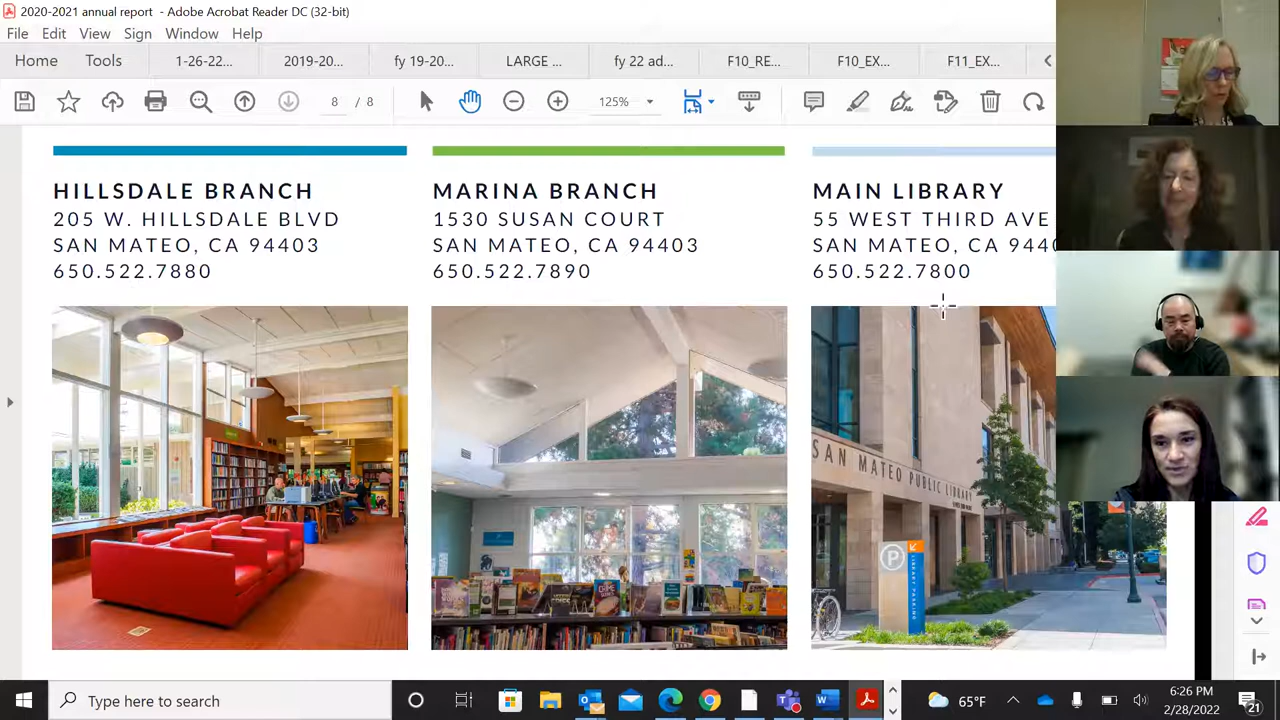 2020-2021 annual report - Adobe Acrobat Reader DC (32-bit)
File Edit View Sign Window Help
Home Tools 1-26-22... 2019-20... fy 19-20... LARGE ... fy 22 ad... F10_RE... F10_EX... F11_EX...
8 / 8 125%
HILLSDALE BRANCH
205 W. HILLSDALE BLVD
SAN MATEO, CA 94403
650.522.7880
MARINA BRANCH
1530 SUSAN COURT
SAN MATEO, CA 94403
650.522.7890
MAIN LIBRARY
55 WEST THIRD AVE
SAN MATEO, CA 940
650.522.7800
SAN MATEO PUBLIC LIBRARY
P
LIBRARY PARKING
Type here to search
65°F
6:26 PM
2/28/2022
21